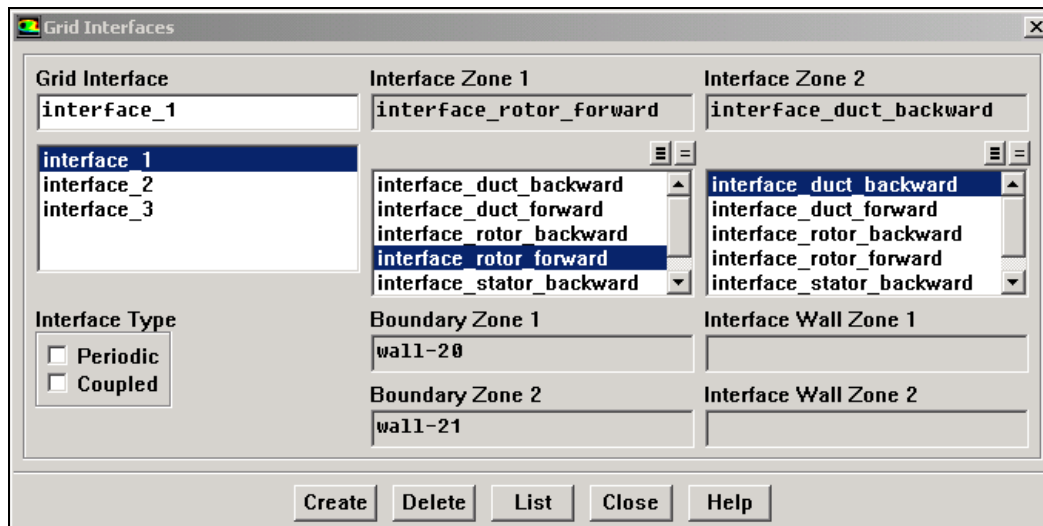 Grid Interfaces
Grid Interface Interface Zone 1 Interface Zone 2
interface_1 interface_rotor_forward interface_duct_backward
interface_1
interface_2
interface_3
interface_duct_backward
interface_duct_forward
interface_rotor_backward
interface_rotor_forward
interface_stator_backward
interface_duct_backward
interface_duct_forward
interface_rotor_backward
interface_rotor_forward
interface_stator_backward
Interface Type
Periodic
Coupled
Boundary Zone 1
wall-20
Interface Wall Zone 1
Boundary Zone 2
wall-21
Interface Wall Zone 2
Create Delete List Close Help